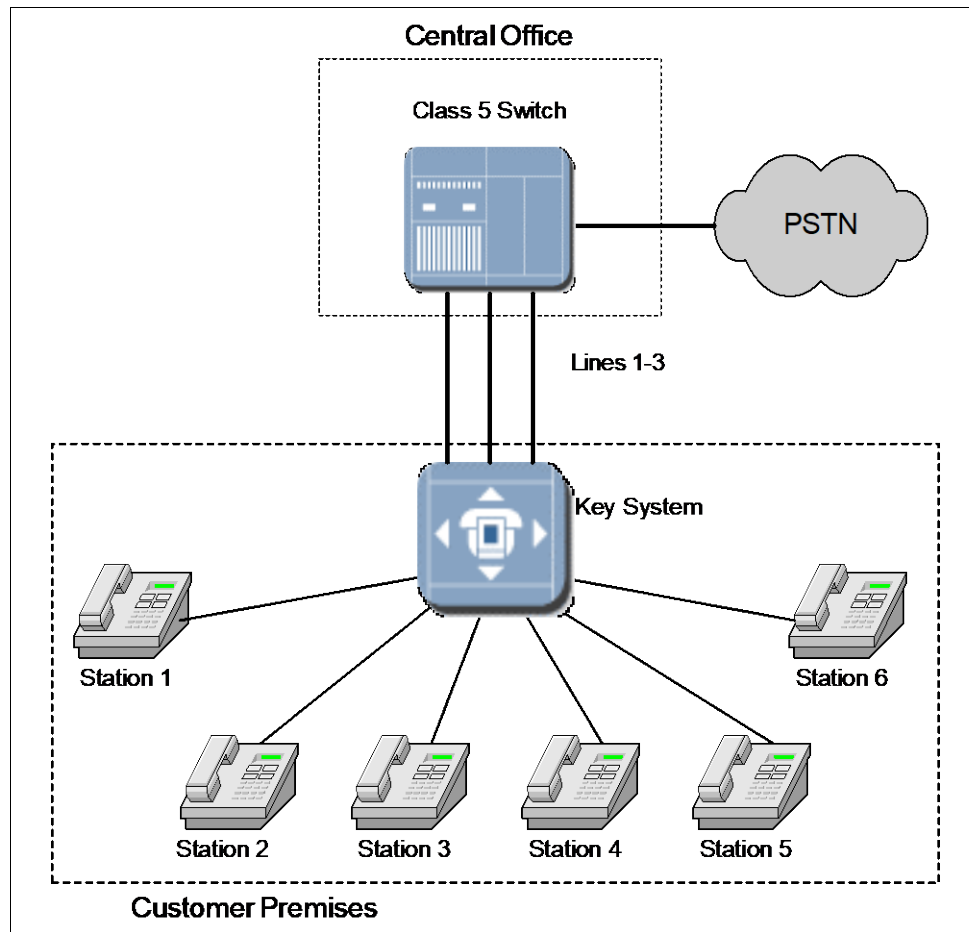 Central Office
Class 5 Switch
PSTN
Lines 1-3
Key System
Station 1
Station 6
Station 2
Station 3
Station 4
Station 5
Customer Premises